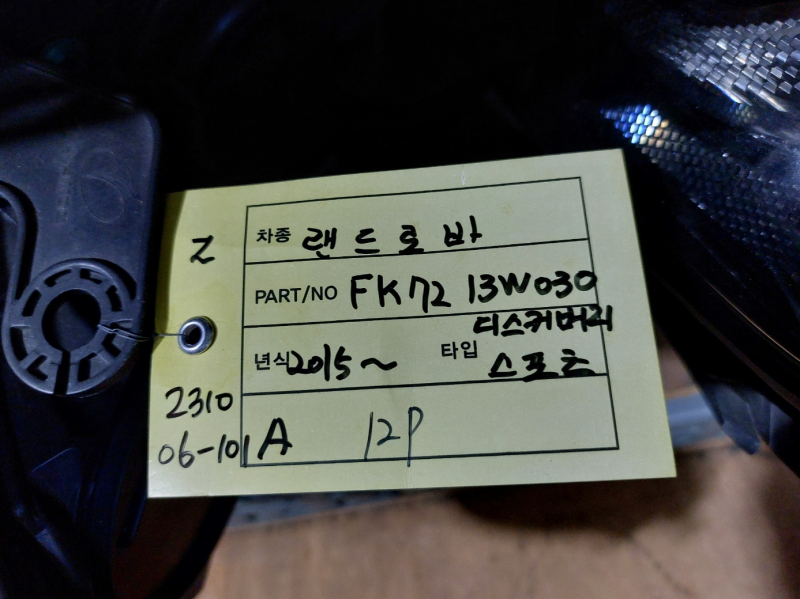 Z
차종 랜드로바
PART/NO FK72 13W030
년식 2015~ 타입 디스커버리
스포츠
2310
06-101 A 12P